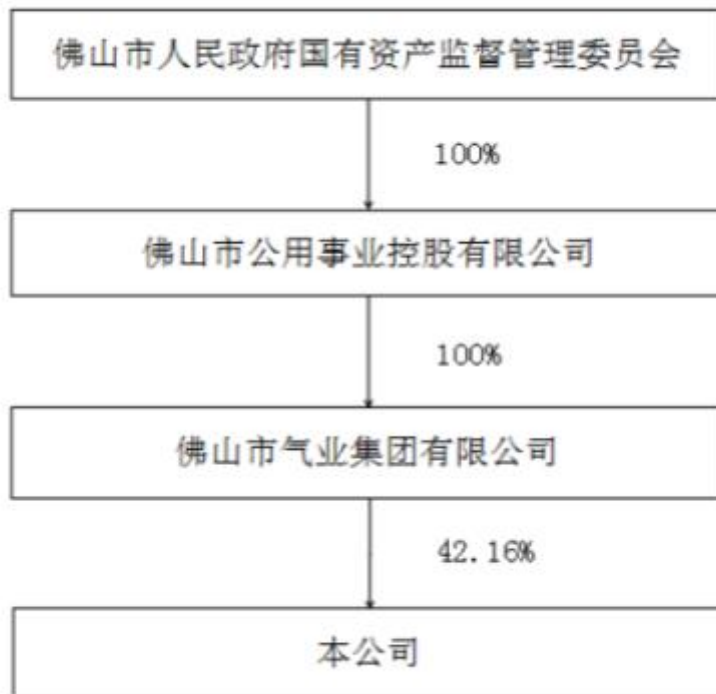 佛山市人民政府国有资产监督管理委员会
100%
佛山市公用事业控股有限公司
100%
佛山市气业集团有限公司
42.16%
本公司